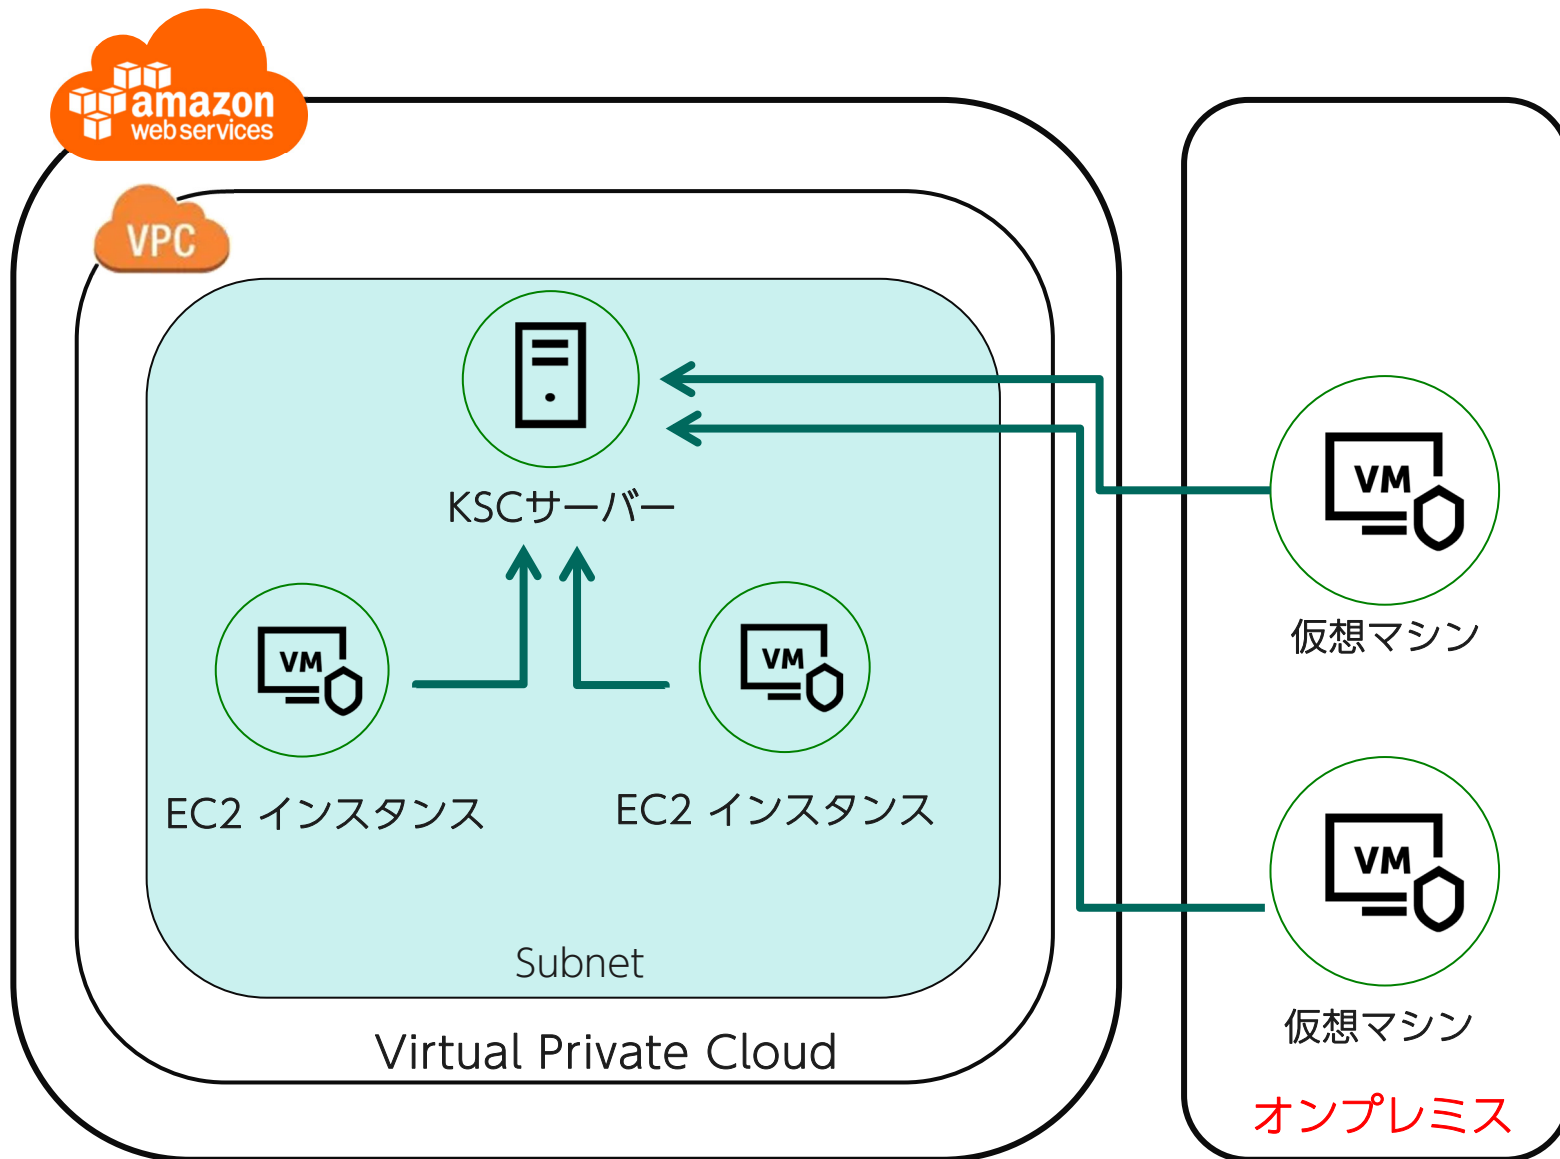 amazon
web services
VPC
KSCサーバー
VM
VM
EC2 インスタンス
EC2 インスタンス
Subnet
Virtual Private Cloud
VM
仮想マシン
VM
仮想マシン
オンプレミス